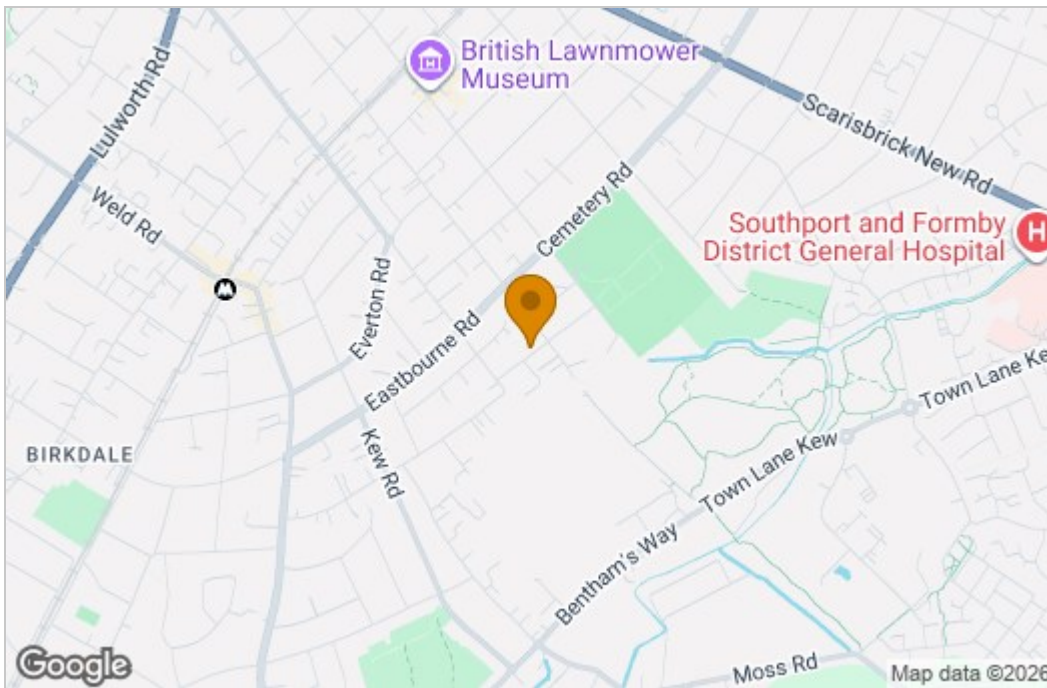 Lulworth Rd
British Lawnmower
Museum
Scarisbrick New Rd
Weld Rd
Cemetery Rd
Southport and Formby
District General Hospital
H
Everton Rd
Eastbourne Rd
Town Lane Ke
BIRKDALE
Kew Rd
Town Lane Kew
Bentham's Way
Moss Rd
Google
Map data ©2026